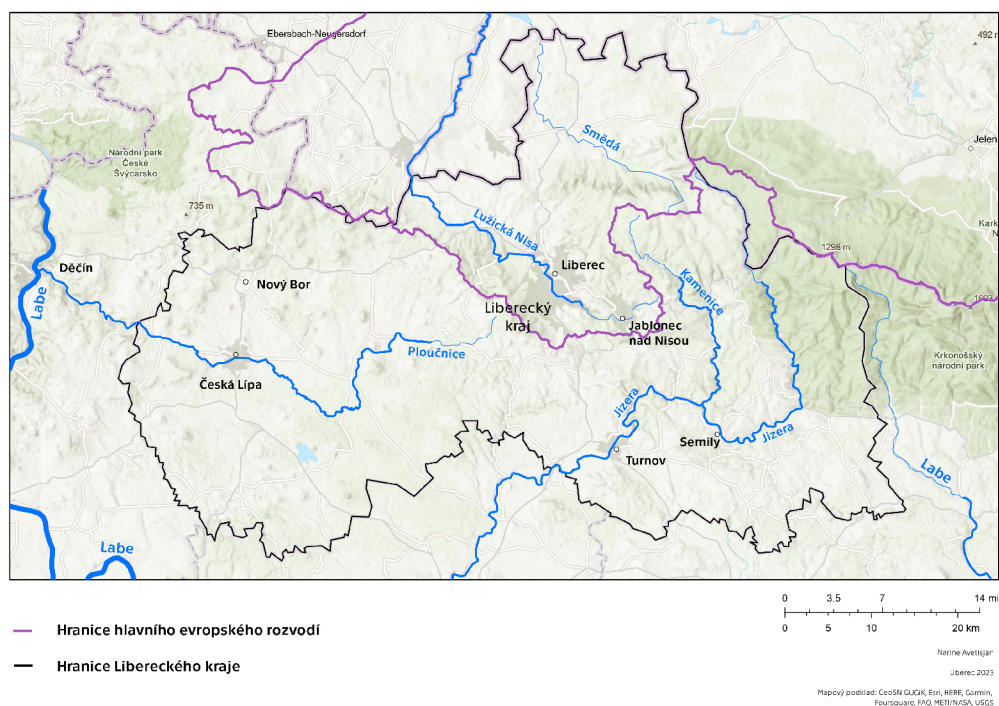 Ebersbach-Neugersdorf
492 m
Jelen
Smědá
Národní park
České
Švýcarsko
735 m
Kark
N
Lužická Nisa
1298 m
Děčín
Liberec
Nový Bor
Kamenice
1603
Labe
Liberecký
kraj
Jablonec
nad Nisou
Ploučnice
Krkonošský
národní park
Česká Lípa
Jizera
Semily
Jizera
Turnov
Labe
Labe
0 3.5 7 14 mi
0 5 10 20 km
Hranice hlavního evropského rozvodí
Hranice Libereckého kraje
Narine Avetisjan
Liberec 2023
Mapový podklad: CeoSN GUGiK, Esri, HERE, Garmin,
Foursquare, FAO, METI/NASA, USGS